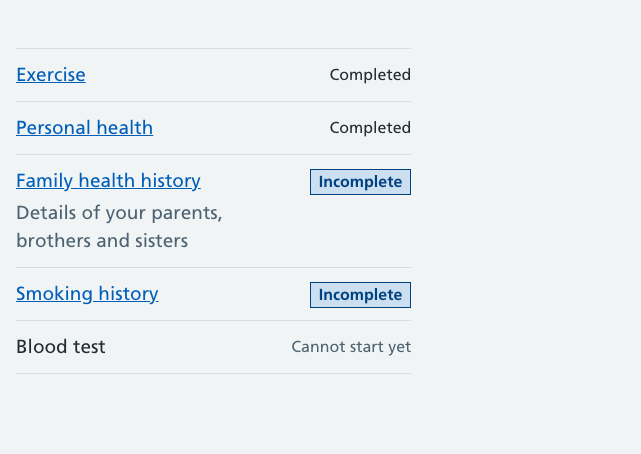 Exercise Completed
Personal health Completed
Family health history Incomplete
Details of your parents,
brothers and sisters
Smoking history Incomplete
Blood test Cannot start yet